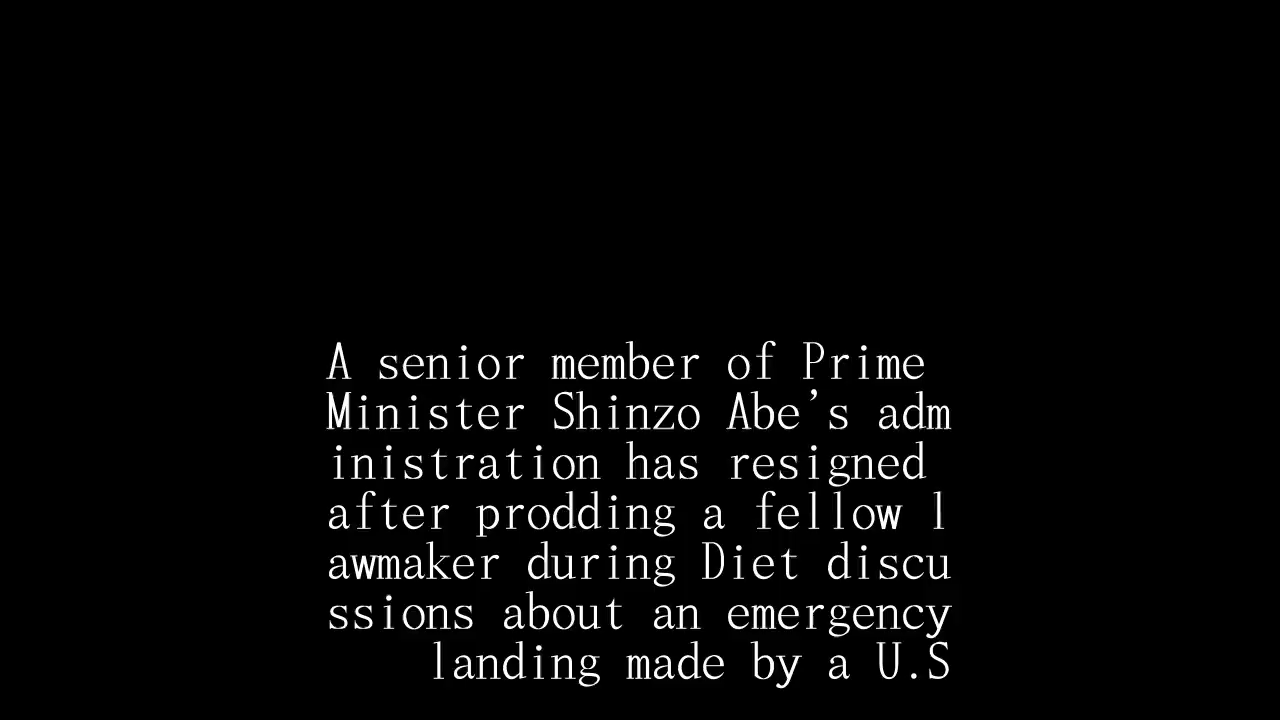 A senior member of Prime
Minister Shinzo Abe’s adm
inistration has resigned
after prodding a fellow l
awmaker during Diet discu
ssions about an emergency
landing made by a U.S